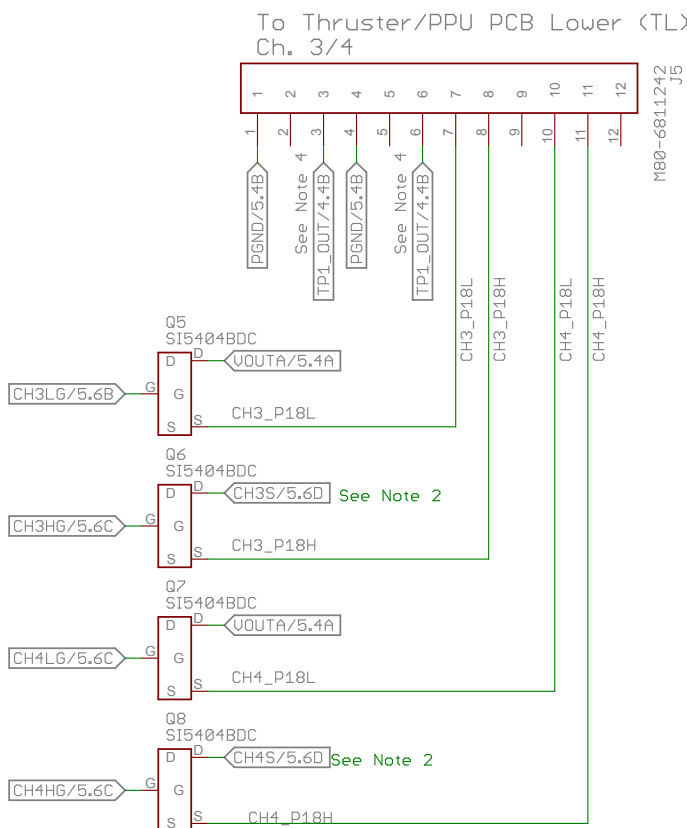 To Thruster/PPU PCB Lower (TL)
Ch. 3/4
1 2 3 4 5 6 7 8 9 10 11 12
1 2 3 4 5 6 7 8 9 10 11 12
M80-6811242
J5
PGND/5.4B
See Note 4
TP1_OUT/4.4B
PGND/5.4B
See Note 4
TP1_OUT/4.4B
CH3_P18L
CH3_P18H
CH4_P18L
CH4_P18H
Q5
SI5404BDC
D D VOUTA/5.4A
CH3LG/5.6B G G
S S CH3_P18L
Q6
SI5404BDC
D D CH3S/5.6D See Note 2
CH3HG/5.6C G G
S S CH3_P18H
Q7
SI5404BDC
D D VOUTA/5.4A
CH4LG/5.6C G G
S S CH4_P18L
Q8
SI5404BDC
D D CH4S/5.6D See Note 2
CH4HG/5.6C G G
S S CH4_P18H